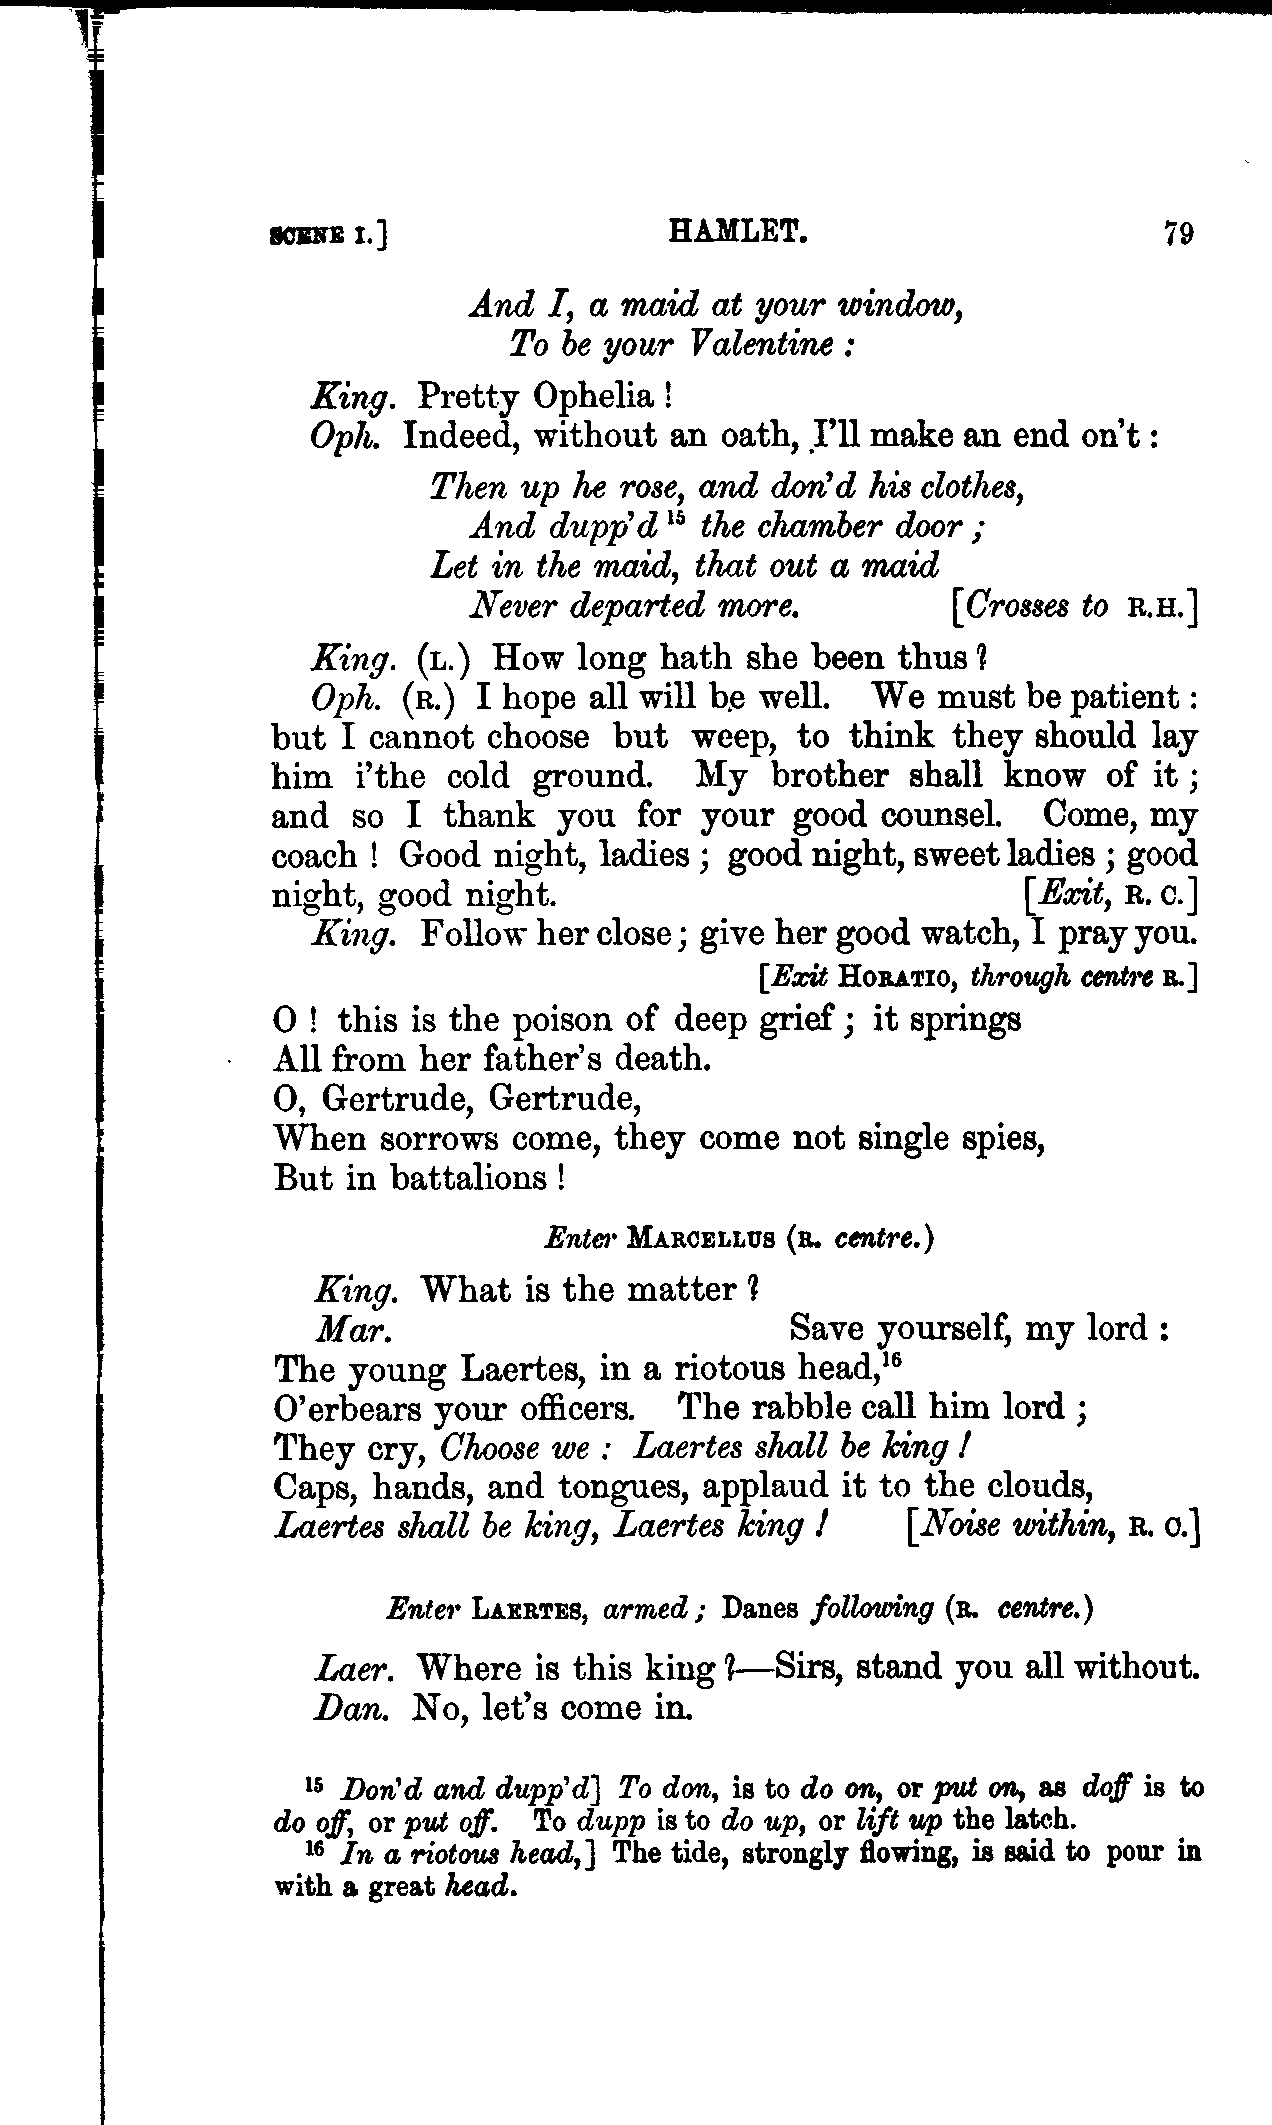 SCENE I.] HAMLET. 79
And I, a maid at your window,
To be your Valentine :
King. Pretty Ophelia !
Oph. Indeed, without an oath, I'll make an end on't :
Then up he rose, and don'd his clothes,
And dupp'd 15 the chamber door ;
Let in the maid, that out a maid
Never departed more. [Crosses to R.H.]
King. (L.) How long hath she been thus ?
Oph. (R.) I hope all will be well. We must be patient :
but I cannot choose but weep, to think they should lay
him i'the cold ground. My brother shall know of it ;
and so I thank you for your good counsel. Come, my
coach ! Good night, ladies ; good night, sweet ladies ; good
night, good night. [Exit, R. C.]
King. Follow her close ; give her good watch, I pray you.
[Exit HORATIO, through centre R.]
O ! this is the poison of deep grief ; it springs
All from her father's death.
O, Gertrude, Gertrude,
When sorrows come, they come not single spies,
But in battalions !
Enter MARCELLUS (R. centre.)
King. What is the matter ?
Mar. Save yourself, my lord :
The young Laertes, in a riotous head,16
O'erbears your officers. The rabble call him lord ;
They cry, Choose we : Laertes shall be king !
Caps, hands, and tongues, applaud it to the clouds,
Laertes shall be king, Laertes king ! [Noise within, R. C.]
Enter LAERTES, armed ; Danes following (R. centre.)
Laer. Where is this king ?—Sirs, stand you all without.
Dan. No, let's come in.
15 Don'd and dupp'd] To don, is to do on, or put on, as doff is to
do off, or put off. To dupp is to do up, or lift up the latch.
16 In a riotous head,] The tide, strongly flowing, is said to pour in
with a great head.